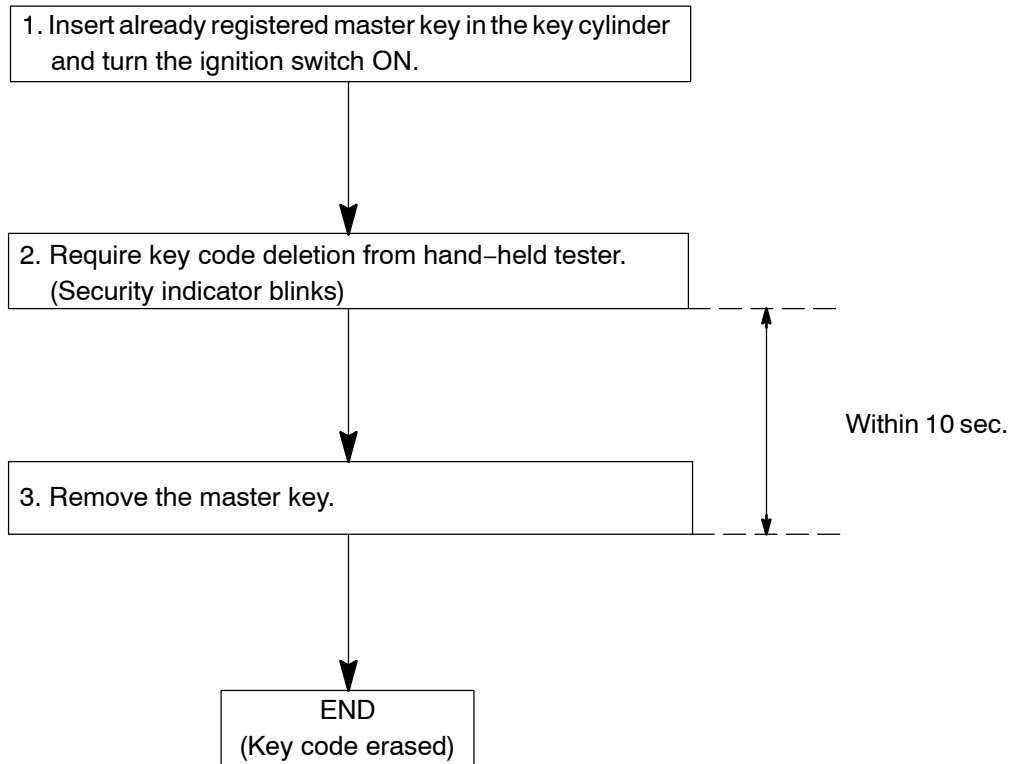 1. Insert already registered master key in the key cylinder
and turn the ignition switch ON.
2. Require key code deletion from hand–held tester.
(Security indicator blinks)
Within 10 sec.
3. Remove the master key.
END
(Key code erased)